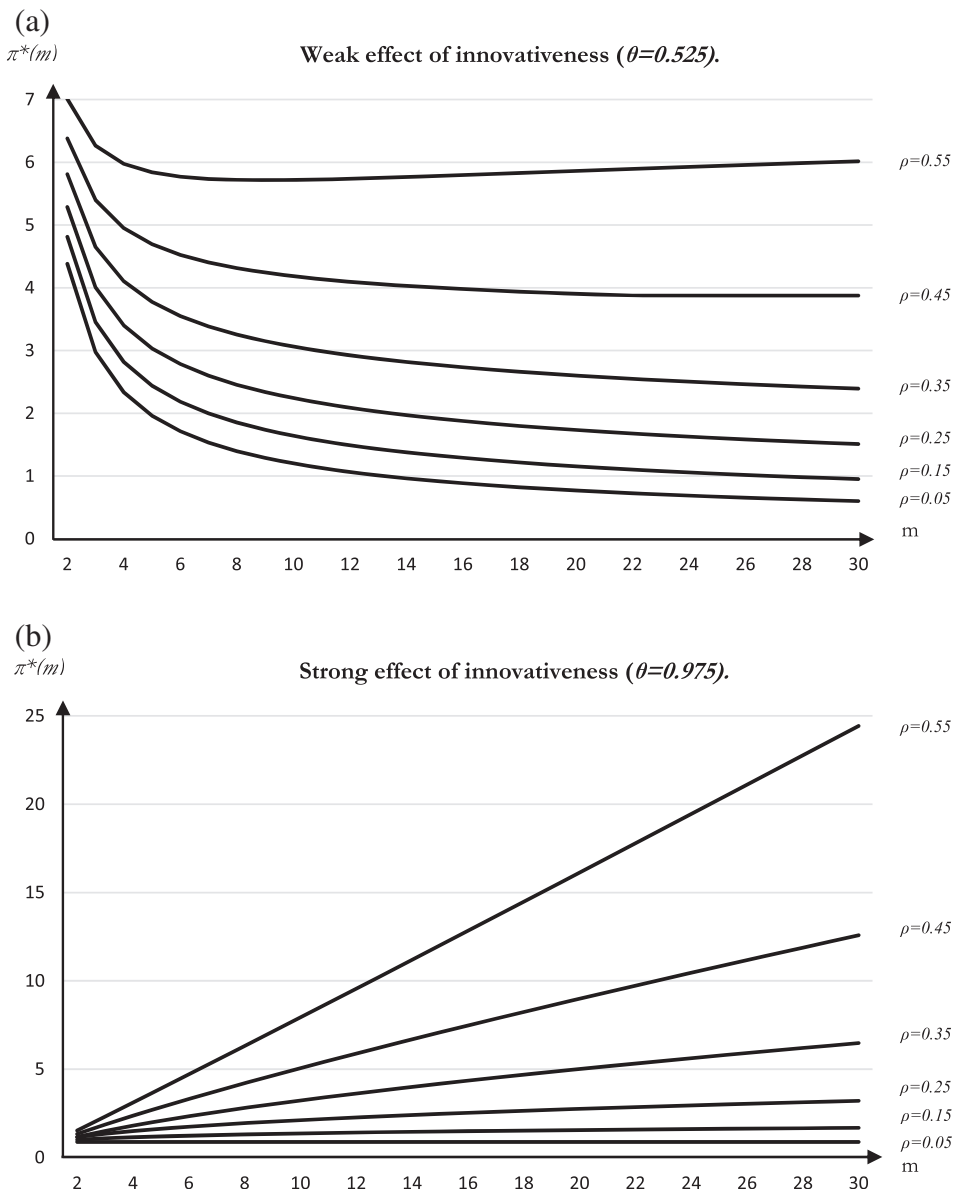 (a)
π*(m)
Weak effect of innovativeness (θ=0.525).
7
6
5
4
3
2
1
0
ρ=0.55
ρ=0.45
ρ=0.35
ρ=0.25
ρ=0.15
ρ=0.05
m
2 4 6 8 10 12 14 16 18 20 22 24 26 28 30
(b)
π*(m)
Strong effect of innovativeness (θ=0.975).
25
20
15
10
5
0
ρ=0.55
ρ=0.45
ρ=0.35
ρ=0.25
ρ=0.15
ρ=0.05
m
2 4 6 8 10 12 14 16 18 20 22 24 26 28 30